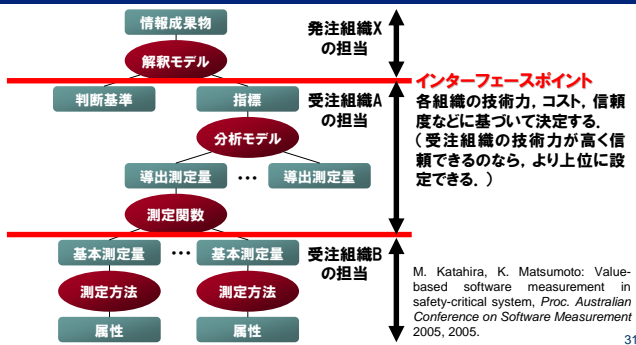 情報成果物
発注組織X
の担当
解釈モデル
インターフェースポイント
判断基準
指標
受注組織A
の担当
各組織の技術力，コスト，信頼
度などに基づいて決定する．
（受注組織の技術力が高く信
頼できるのなら，より上位に設
定できる．）
分析モデル
導出測定量 … 導出測定量
測定関数
基本測定量 … 基本測定量
受注組織B
の担当
測定方法
測定方法
属性
属性
M. Katahira, K. Matsumoto: Value-
based software measurement in
safety-critical system, Proc. Australian
Conference on Software Measurement
2005, 2005.
31